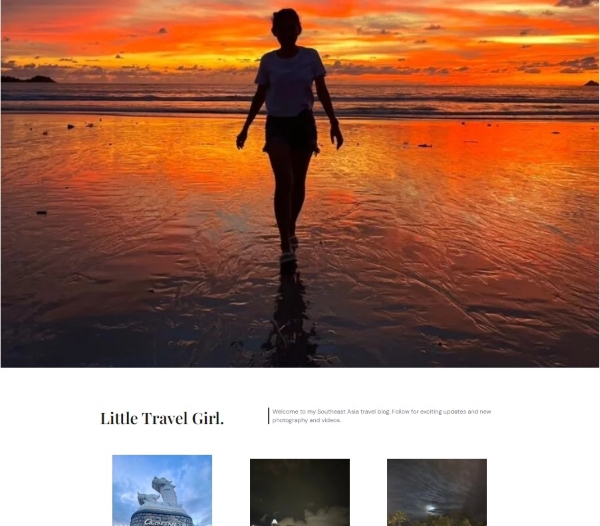 Little Travel Girl.
Welcome to my Southeast Asia travel blog. Follow for exciting updates and new
photography and videos.